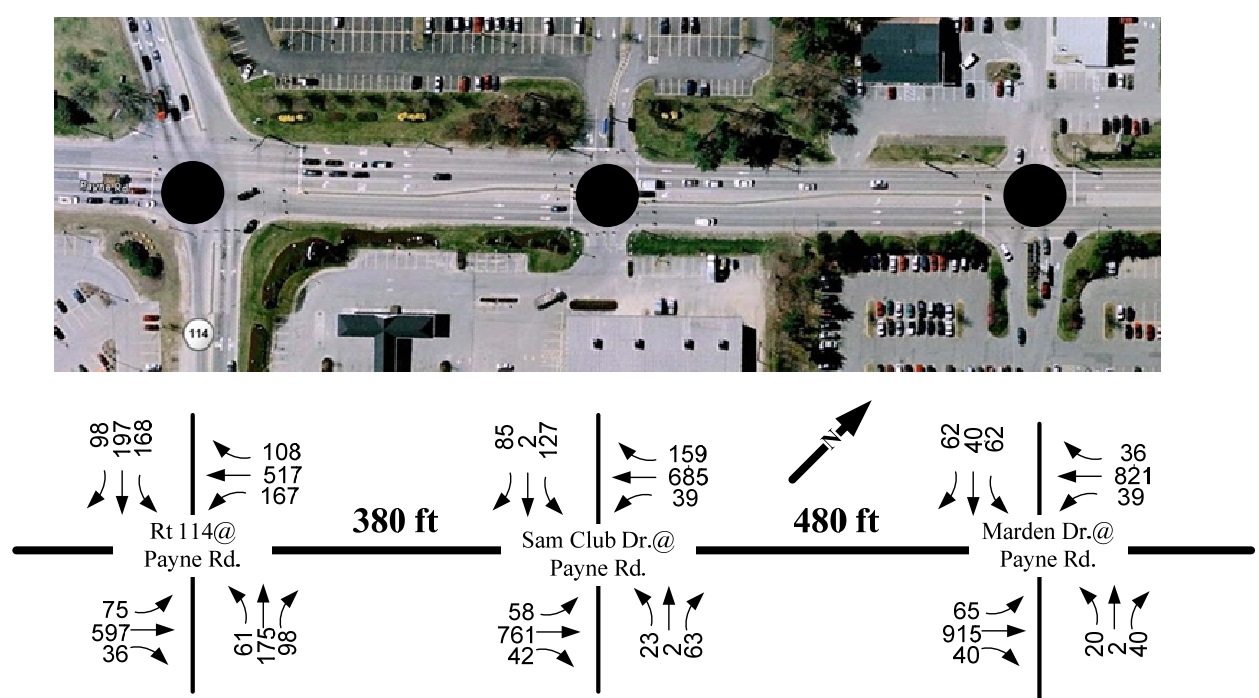 Payne Rd
114
98 197 168
108
517
167
85 2 127
159
685
39
N
62 40 62
36
821
39
Rt 114@
Payne Rd.
380 ft
Sam Club Dr.@
Payne Rd.
480 ft
Marden Dr.@
Payne Rd.
75
597
36
61 175 98
58
761
42
23 2 63
65
915
40
20 2 40